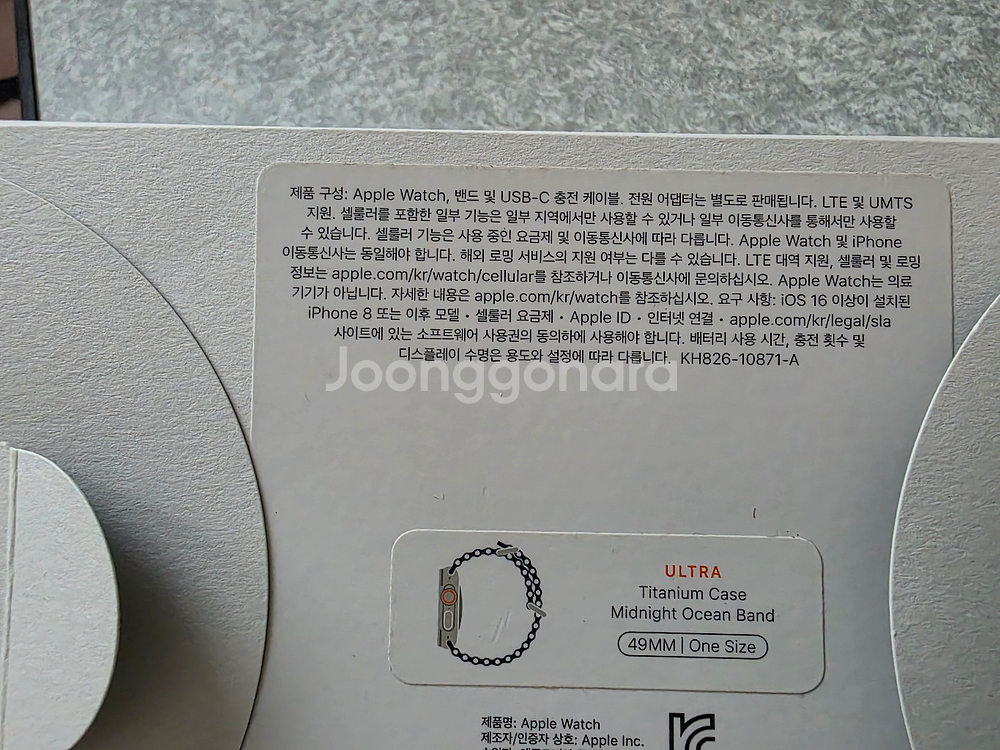 제품 구성: Apple Watch, 밴드 및 USB-C 충전 케이블. 전원 어댑터는 별도로 판매됩니다. LTE 및 UMTS
지원. 셀룰러를 포함한 일부 기능은 일부 지역에서만 사용할 수 있거나 일부 이동통신사를 통해서만 사용할
수 있습니다. 셀룰러 기능은 사용 중인 요금제 및 이동통신사에 따라 다릅니다. Apple Watch 및 iPhone
이동통신사는 동일해야 합니다. 해외 로밍 서비스의 지원 여부는 다를 수 있습니다. LTE 대역 지원, 셀룰러 및 로밍
정보는 apple.com/kr/watch/cellular를 참조하거나 이동통신사에 문의하십시오. Apple Watch는 의료
기기가 아닙니다. 자세한 내용은 apple.com/kr/watch를 참조하십시오. 요구 사항: iOS 16 이상이 설치된
iPhone 8 또는 이후 모델 • 셀룰러 요금제 • Apple ID • 인터넷 연결 • apple.com/kr/legal/sla
사이트에 있는 소프트웨어 사용권의 동의하에 사용해야 합니다. 배터리 사용 시간, 충전 횟수 및
디스플레이 수명은 용도와 설정에 따라 다릅니다. KH826-10871-A
Joonggonara
ULTRA
Titanium Case
Midnight Ocean Band
49MM | One Size
제품명: Apple Watch
제조자/인증자 상호: Apple Inc.